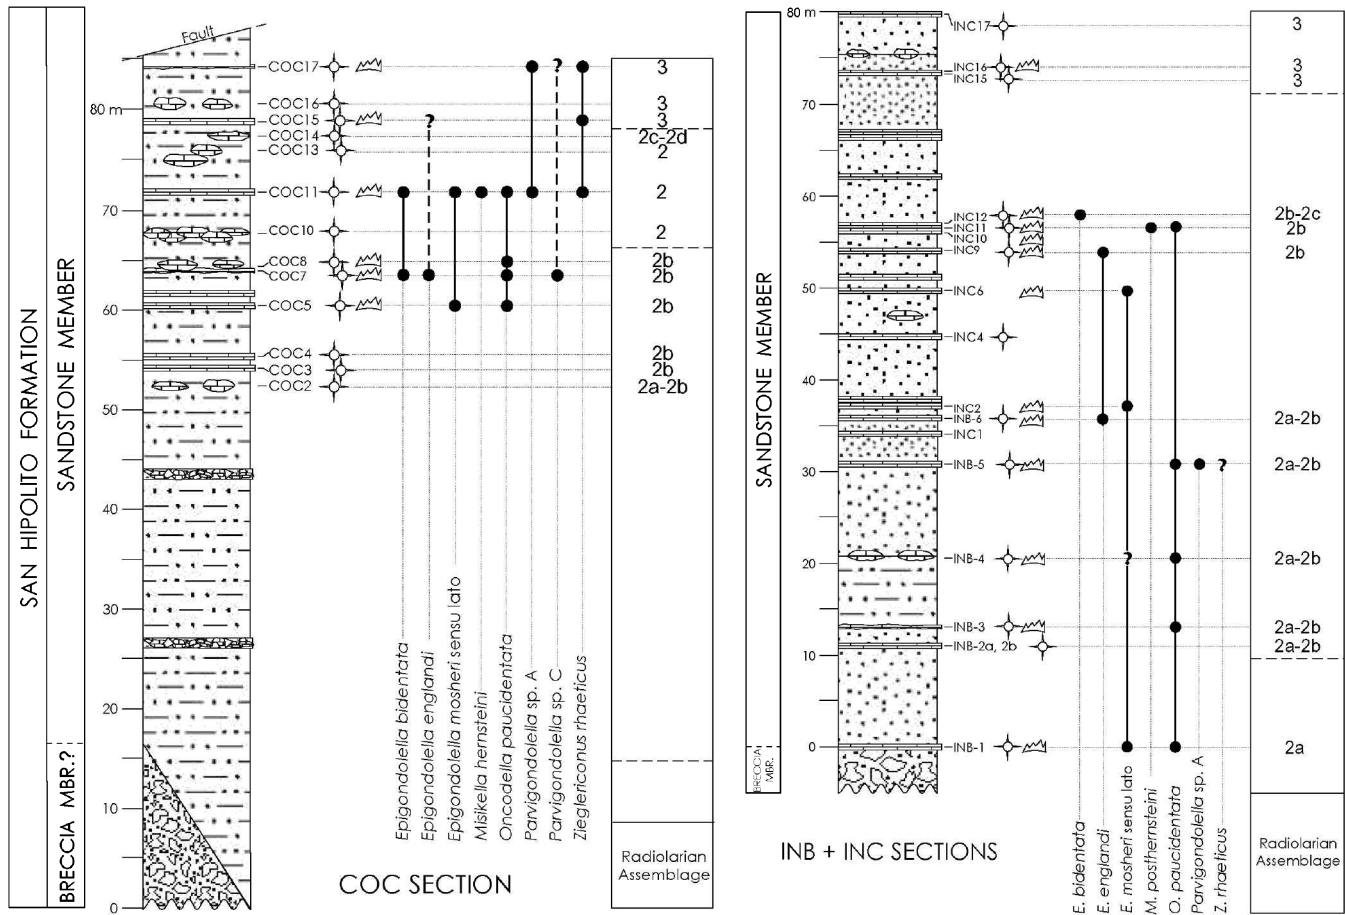 SAN HIPOLITO FORMATION
SANDSTONE MEMBER
BRECCIA MBR.?
80 m
70
60
50
40
30
20
10
0
Fault
COC17
COC16
COC15
COC14
COC13
COC11
COC10
COC8
COC7
COC5
COC4
COC3
COC2
?
?
Epigondolella bidentata
Epigondolella englandi
Epigondolella mosheri sensu lato
Misikella hernsteini
Oncodella paucidentata
Parvigondolella sp. A
Parvigondolella sp. C
Zieglericonus rhaeticus
3
3
3
2c-2d
2
2
2
2b
2b
2b
2b
2b
2a-2b
Radiolarian
Assemblage
COC SECTION
SANDSTONE MEMBER
BRECCIA
MBR.
80 m
70
60
50
40
30
20
10
0
INC17
INC16
INC15
INC12
INC11
INC10
INC9
INC6
INC4
INC2
INB-6
INC1
INB-5
INB-4
INB-3
INB-2a, 2b
INB-1
?
?
E. bidentata
E. englandi
E. mosheri sensu lato
M. posthernsteini
O. paucidentata
Parvigondolella sp. A
Z. rhaeticus
3
3
3
2b-2c
2b
2b
2a-2b
2a-2b
2a-2b
2a-2b
2a-2b
2a
Radiolarian
Assemblage
INB + INC SECTIONS